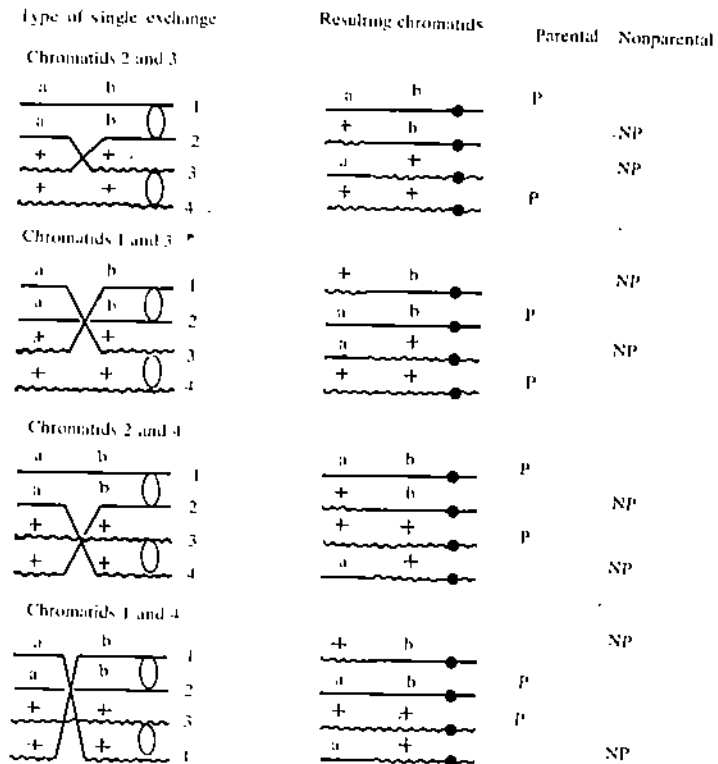 Type of single exchange Resulting chromatids Parental Nonparental
Chromatids 2 and 3
a b a b P
1
a b + b NP
2
+ + a + NP
3
+ + + + P
4
Chromatids 1 and 3
a b + b NP
1
a b a b P
2
+ + a + NP
3
+ + + + P
4
Chromatids 2 and 4
a b a b P
1
a b + b NP
2
+ + + + P
3
+ + a + NP
4
Chromatids 1 and 4
a b + b NP
1
a b a b P
2
+ + + + P
3
+ + a + NP